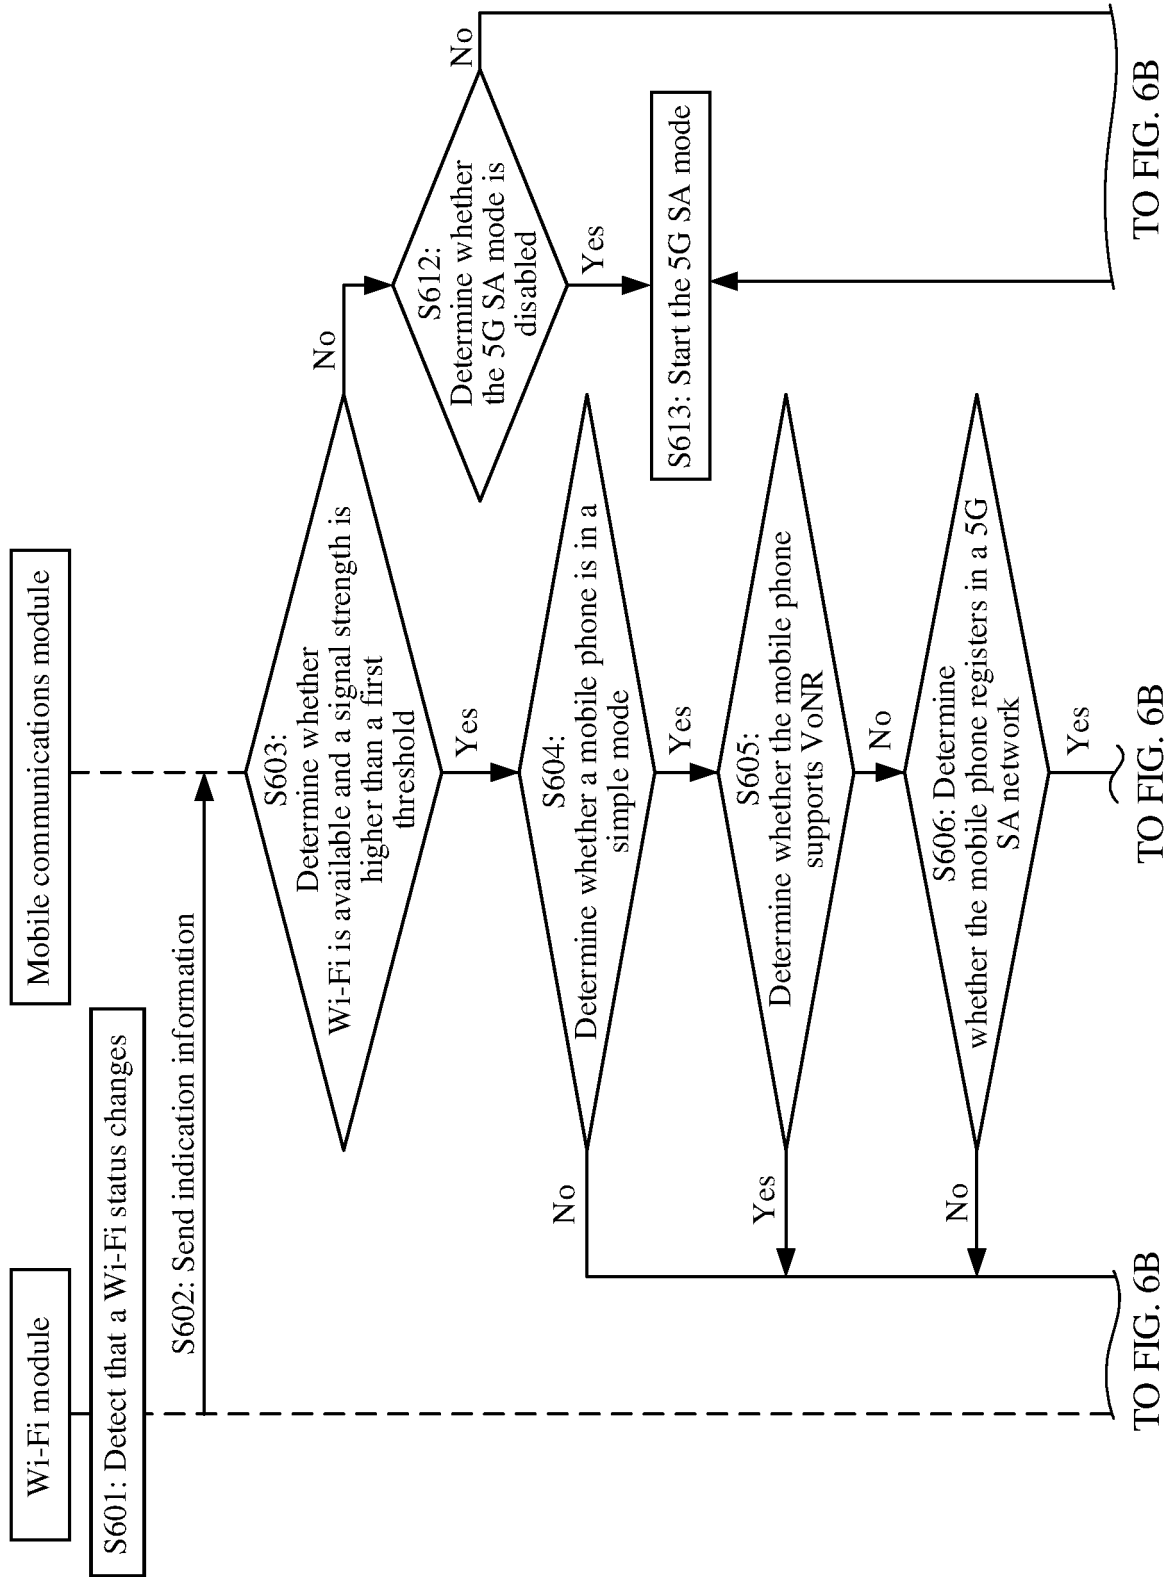 Wi-Fi module
Mobile communications module
S601: Detect that a Wi-Fi status changes
S602: Send indication information
S603:
Determine whether
Wi-Fi is available and a signal strength is
higher than a first
threshold
No
Yes
S612:
Determine whether
the 5G SA mode is
disabled
No
Yes
S604:
Determine whether a mobile phone is in a
simple mode
No
Yes
S613: Start the 5G SA mode
S605:
Determine whether the mobile phone
supports VoNR
Yes
No
S606: Determine
whether the mobile phone registers in a 5G
SA network
No
Yes
TO FIG. 6B
TO FIG. 6B
TO FIG. 6B